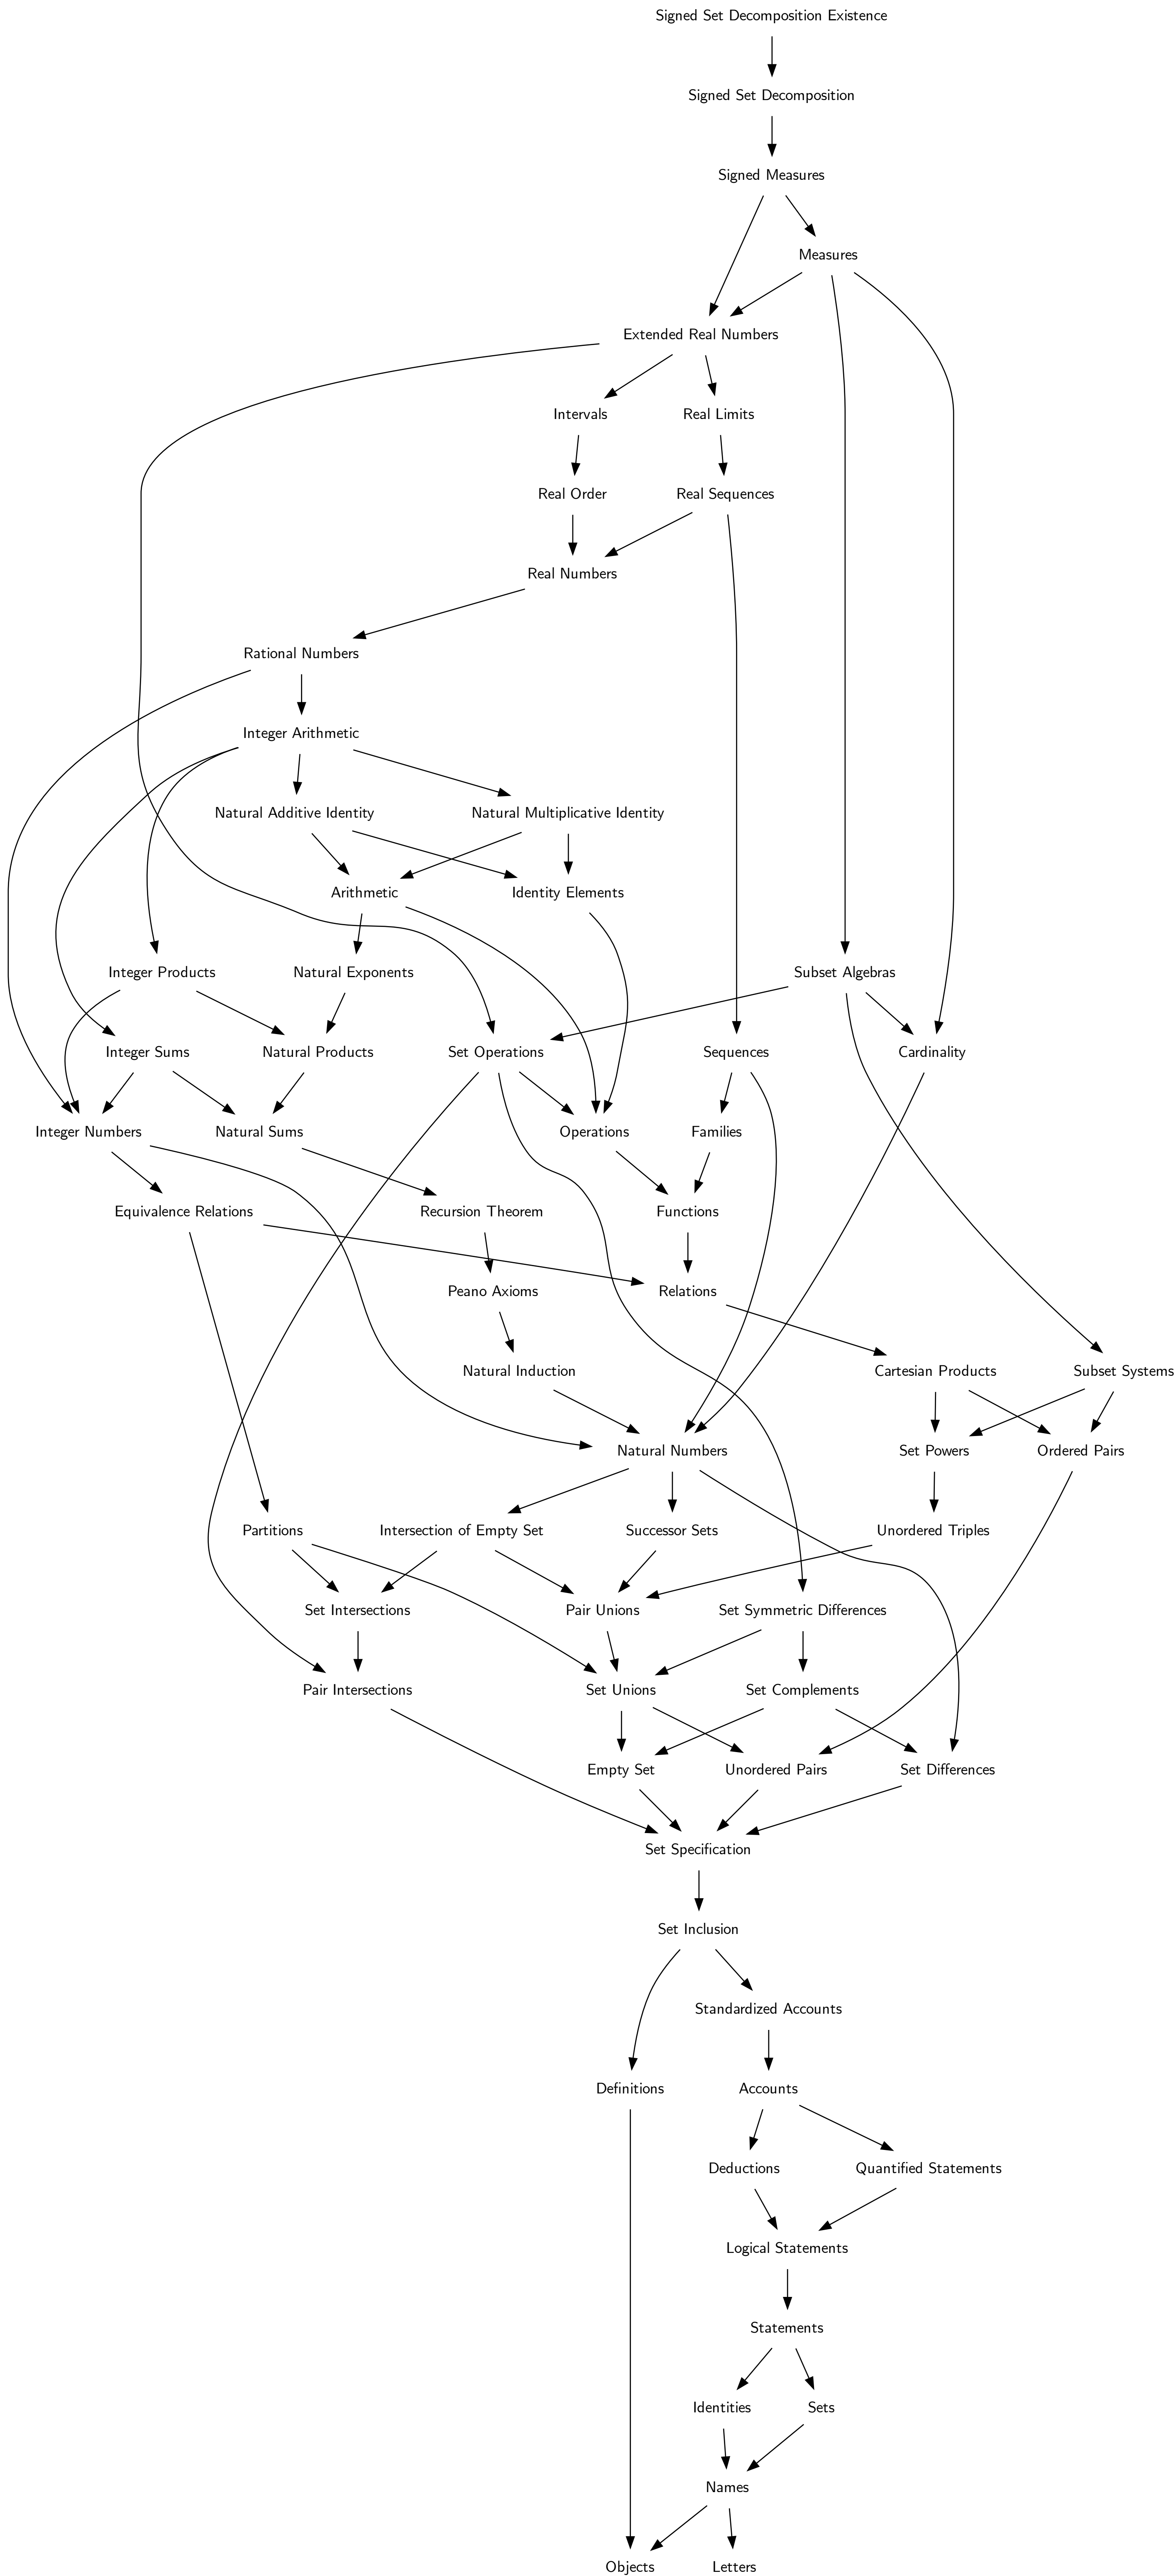 Signed Set Decomposition Existence
Signed Set Decomposition
Signed Measures
Measures
Extended Real Numbers
Intervals
Real Limits
Real Order
Real Sequences
Real Numbers
Rational Numbers
Integer Arithmetic
Natural Additive Identity
Natural Multiplicative Identity
Arithmetic
Identity Elements
Integer Products
Natural Exponents
Subset Algebras
Integer Sums
Natural Products
Set Operations
Sequences
Cardinality
Integer Numbers
Natural Sums
Operations
Families
Equivalence Relations
Recursion Theorem
Functions
Peano Axioms
Relations
Natural Induction
Cartesian Products
Subset Systems
Natural Numbers
Set Powers
Ordered Pairs
Partitions
Intersection of Empty Set
Successor Sets
Unordered Triples
Set Intersections
Pair Unions
Set Symmetric Differences
Pair Intersections
Set Unions
Set Complements
Empty Set
Unordered Pairs
Set Differences
Set Specification
Set Inclusion
Standardized Accounts
Definitions
Accounts
Deductions
Quantified Statements
Logical Statements
Statements
Identities
Sets
Names
Objects
Letters